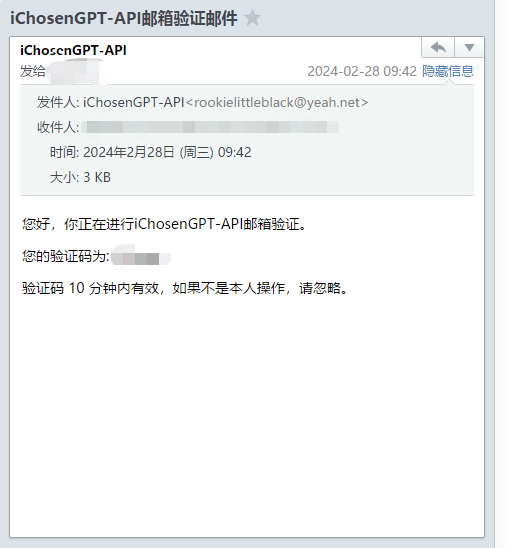 iChosenGPT-API邮箱验证邮件
iChosenGPT-API
发给
2024-02-28 09:42 隐藏信息
发件人: iChosenGPT-API<rookielittleblack@yeah.net>
收件人:
时间: 2024年2月28日 (周三) 09:42
大小: 3 KB
您好，你正在进行iChosenGPT-API邮箱验证。
您的验证码为:
验证码 10 分钟内有效，如果不是本人操作，请忽略。